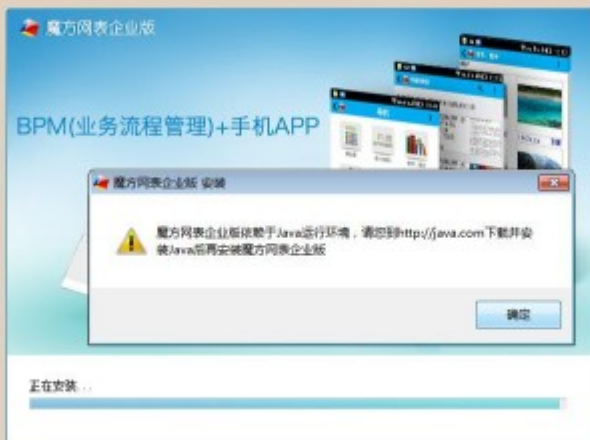 魔方网表企业版
BPM(业务流程管理)+手机APP
魔方网表企业版 安装
魔方网表企业版依赖于Java运行环境，请您到http://java.com下载并安
装Java后再安装魔方网表企业版
确定
正在安装...